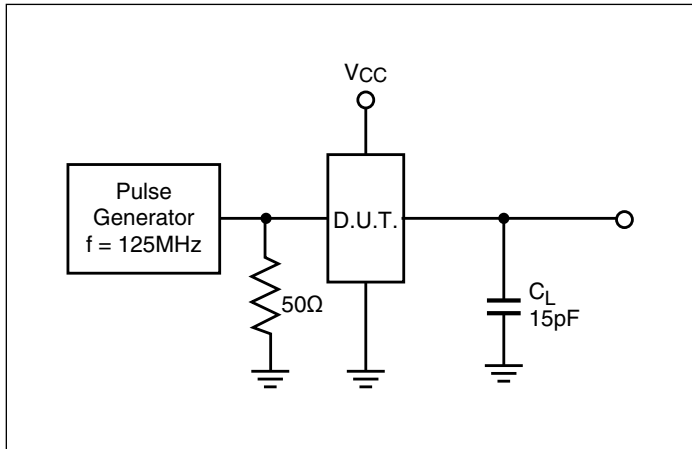 VCC
Pulse
Generator
f = 125MHz
D.U.T.
50Ω
CL
15pF